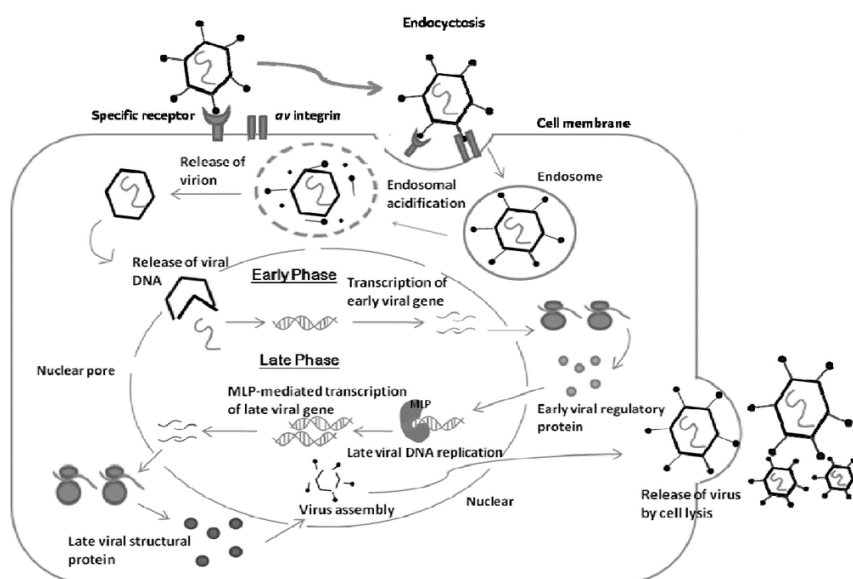 Endocyctosis
Specific receptor
αv integrin
Cell membrane
Release of
virion
Endosomal
acidification
Endosome
Release of viral
DNA
Early Phase
Transcription of
early viral gene
Nuclear pore
Late Phase
MLP-mediated transcription
of late viral gene
MLP
Early viral regulatory
protein
Late viral DNA replication
Virus assembly
Nuclear
Release of virus
by cell lysis
Late viral structural
protein